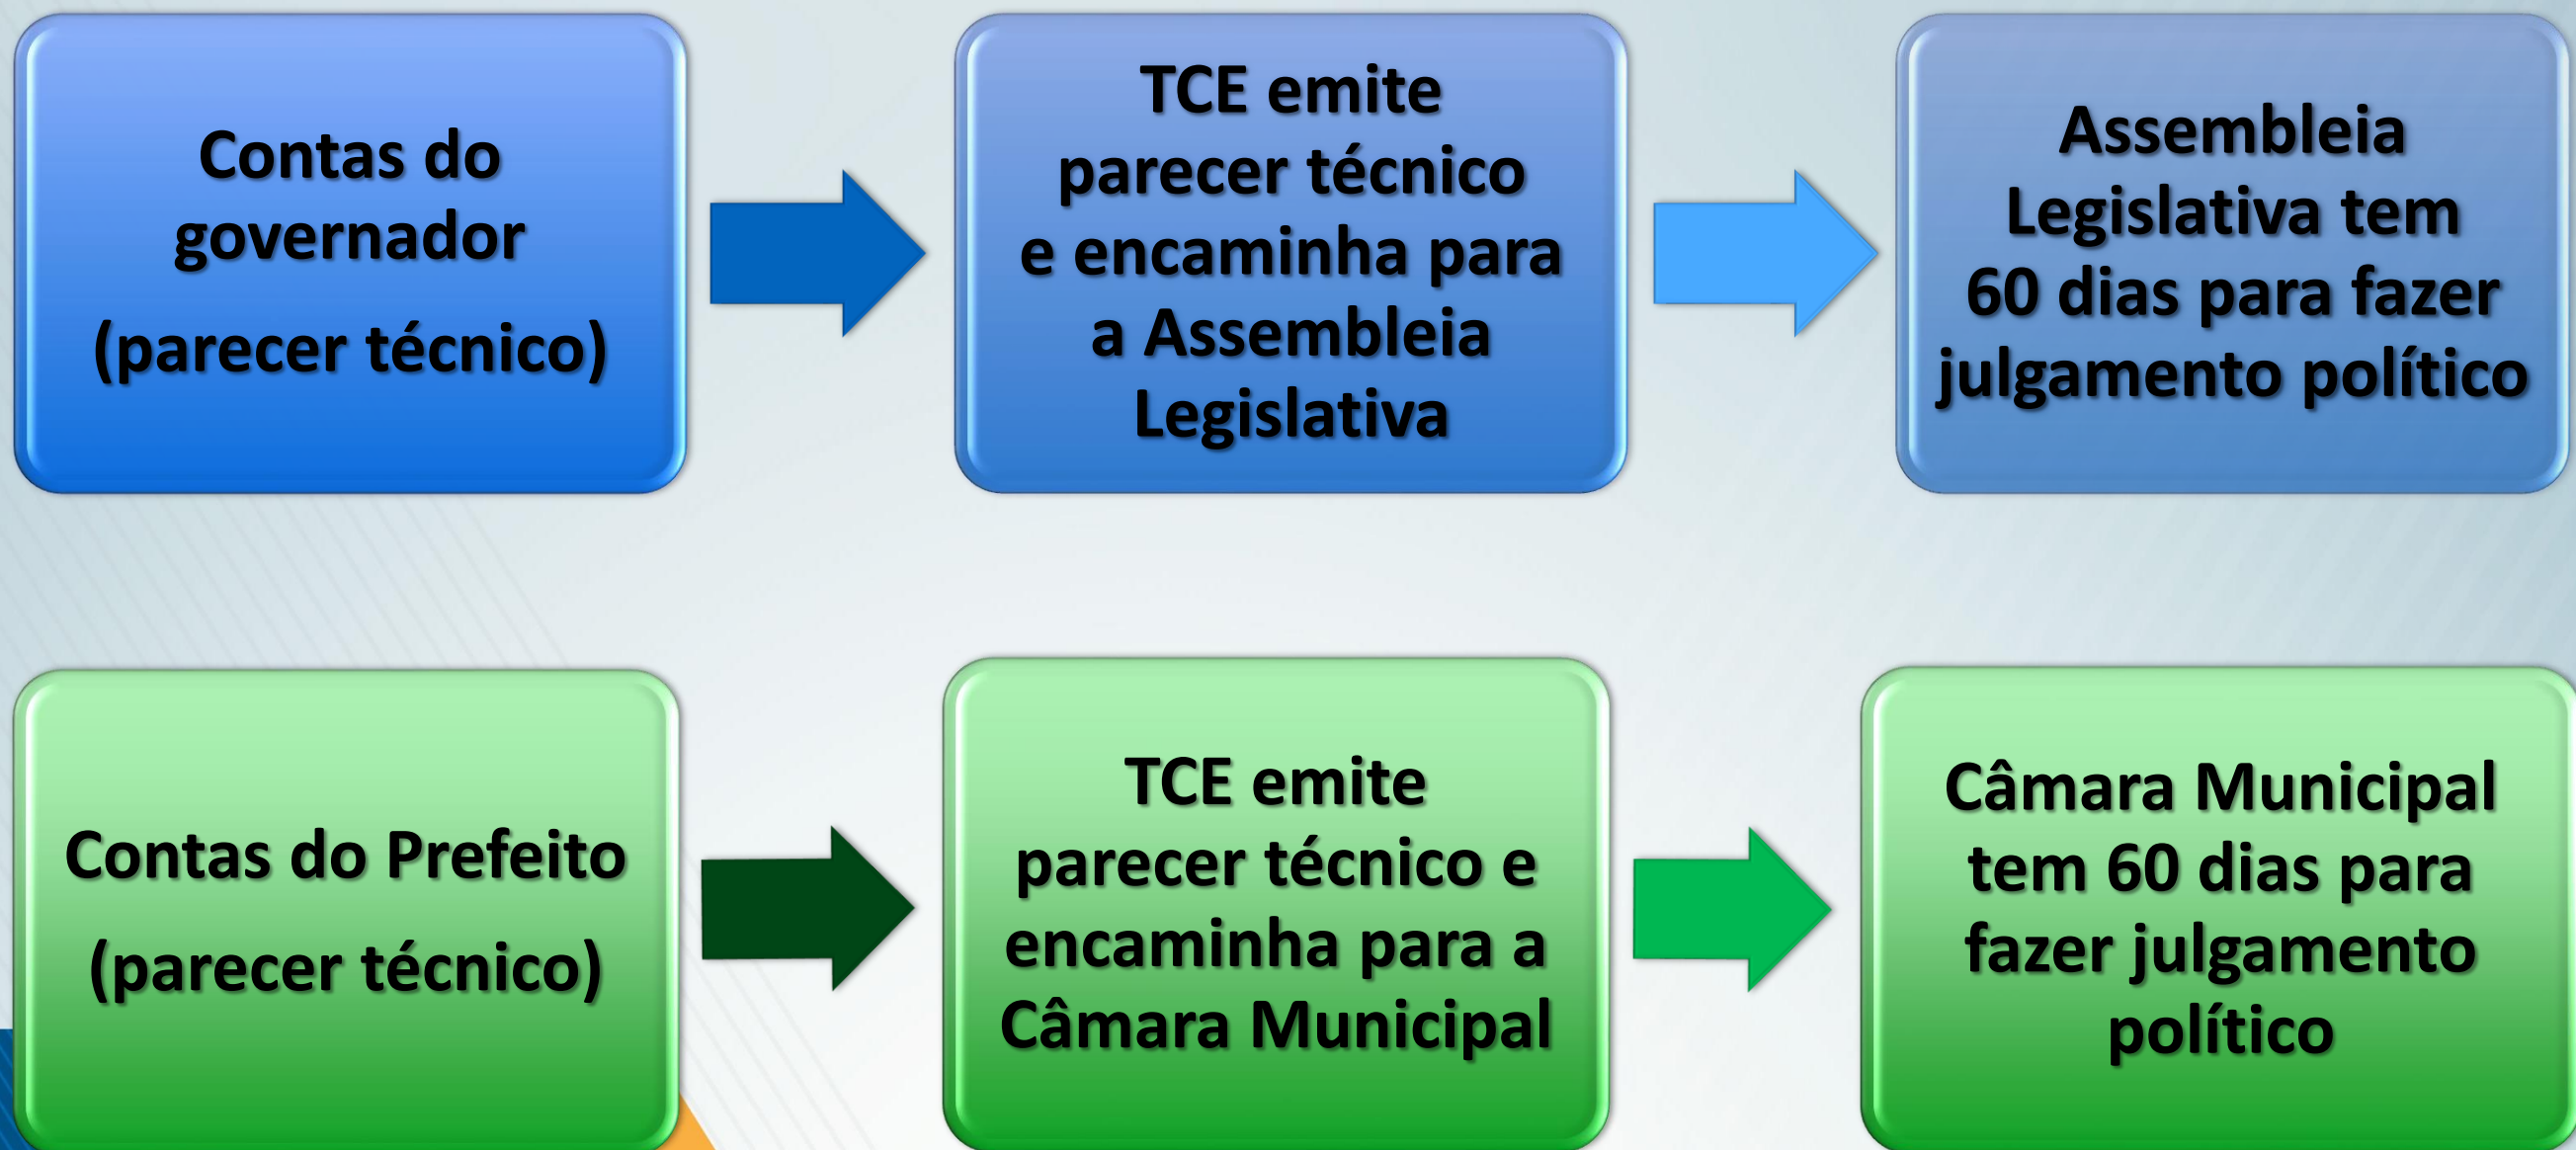 Contas do
governador
(parecer técnico)
TCE emite
parecer técnico
e encaminha para
a Assembleia
Legislativa
Assembleia
Legislativa tem
60 dias para fazer
julgamento político
Contas do Prefeito
(parecer técnico)
TCE emite
parecer técnico e
encaminha para a
Câmara Municipal
Câmara Municipal
tem 60 dias para
fazer julgamento
político